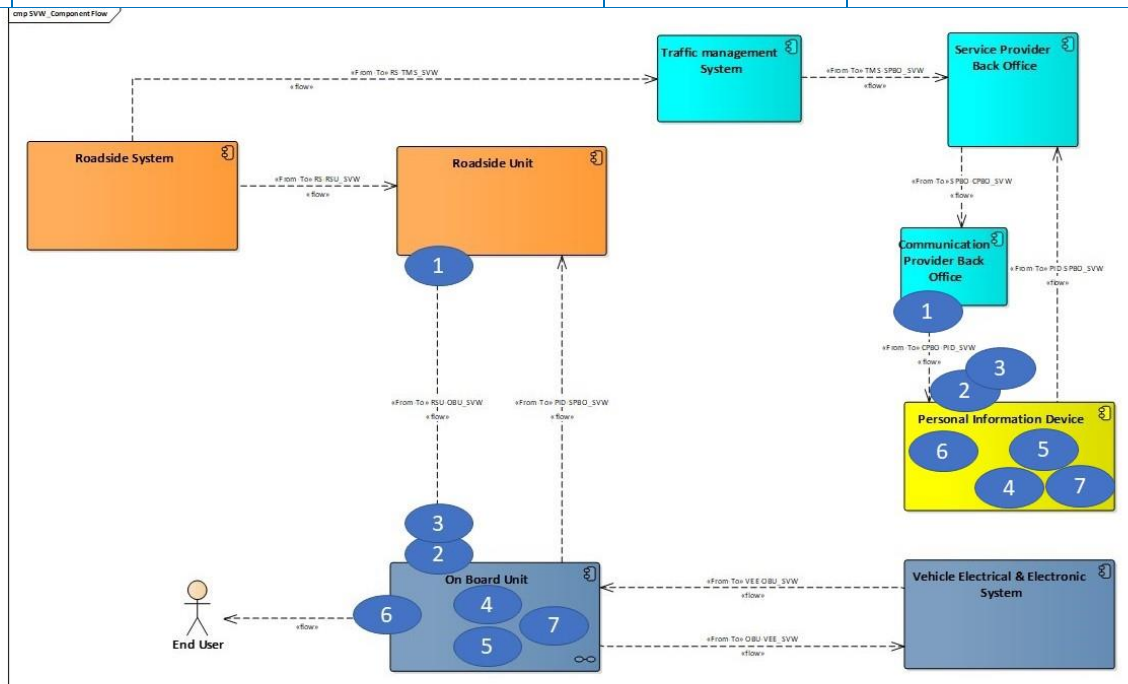 cmp SVW_Component Flow
Traffic management
System
Service Provider
Back Office
«From-To» RS-TMS_SVW
«flow»
«From-To» TMS-SPBO_SVW
«flow»
Roadside System
Roadside Unit
«From-To» RS-RSU_SVW
«flow»
«From-To» SPBO-CPBO_SVW
«flow»
Communication
Provider Back
Office
1
1
«From-To» PID-SPBO_SVW
«flow»
«From-To» CPBO-PID_SVW
«flow»
3
2
«From-To» RSU-OBU_SVW
«flow»
«From-To» PID-SPBO_SVW
«flow»
Personal Information Device
6
5
4
7
3
2
On Board Unit
4
6
7
5
«flow»
End User
«From-To» VEE-OBU_SVW
«flow»
«From-To» OBU-VEE_SVW
«flow»
Vehicle Electrical & Electronic
System